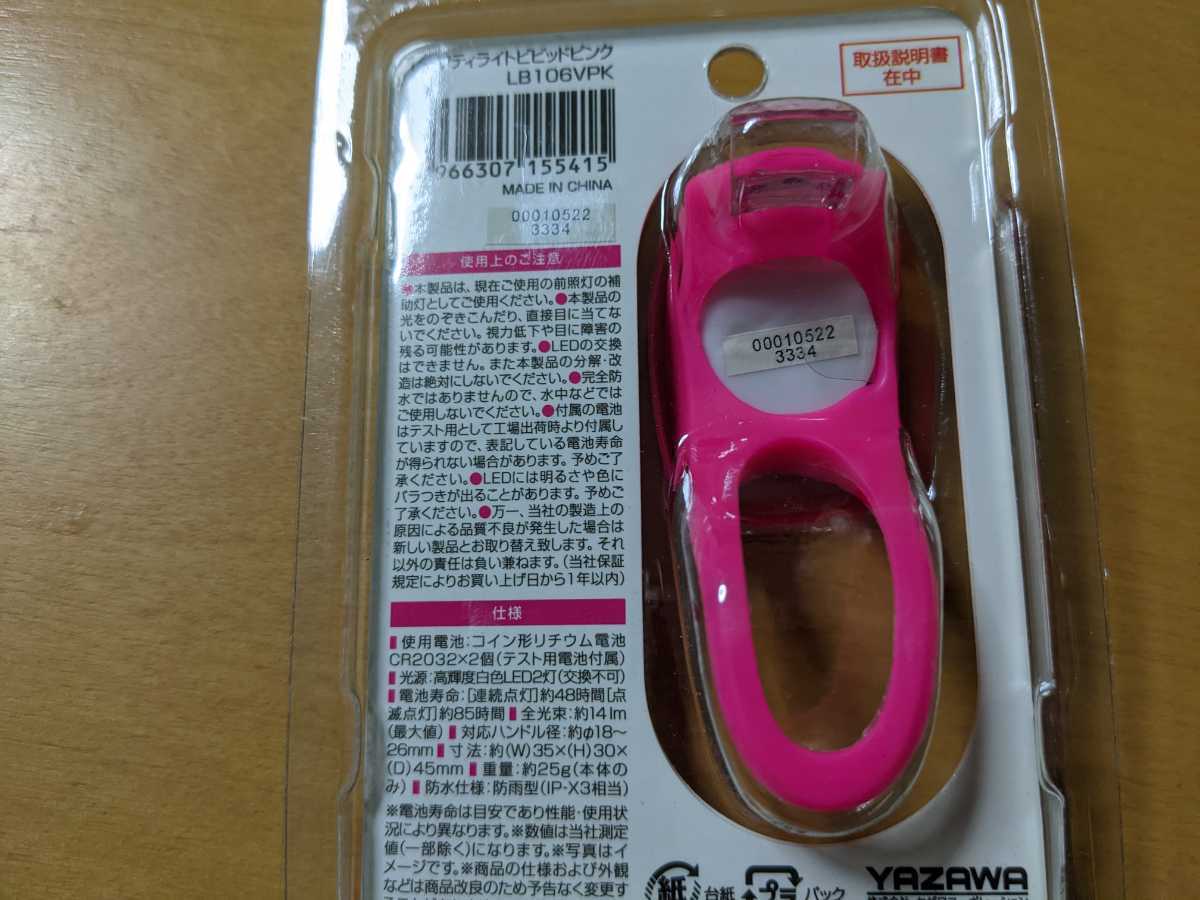 ティライトビビッドピンク
LB106VPK
966307 155415
MADE IN CHINA
00010522
3334
使用上のご注意
●本製品は、現在ご使用の前照灯の補
助灯としてご使用ください。●本製品の
光をのぞきこんだり、直接目に当てな
いでください。視力低下や目に障害の
残る可能性があります。●LEDの交換
はできません。また本製品の分解・改
造は絶対にしないでください。●完全防
水ではありませんので、水中などでは
ご使用しないでください。●付属の電池
はテスト用として工場出荷時より付属し
ていますので、表記している電池寿命
が得られない場合があります。予めご了
承ください。●LEDには明るさや色に
バラつきが出ることがあります。予めご
了承ください。●万一、当社の製造上の
原因による品質不良が発生した場合は
新しい製品とお取り替え致します。それ
以外の責任は負い兼ねます。(当社保証
規定によりお買い上げ日から1年以内)
仕様
▮使用電池:コイン形リチウム電池
CR2032×2個(テスト用電池付属)
▮光源:高輝度白色LED2灯(交換不可)
▮電池寿命:[連続点灯]約48時間[点
滅点灯]約85時間▮全光束:約14lm
(最大値)▮対応ハンドル径:約φ18〜
26mm▮寸法:約(W)35×(H)30×
(D)45mm▮重量:約25g(本体の
み)▮防水仕様:防雨型(IP-X3相当)
※電池寿命は目安であり性能・使用状
況により異なります。※数値は当社測定
値(一部除く)になります。※写真はイ
メージです。※商品の仕様および外観
などは商品改良のため予告なく変更す
取扱説明書
在中
00010522
3334
紙 台紙
プラ パック
YAZAWA